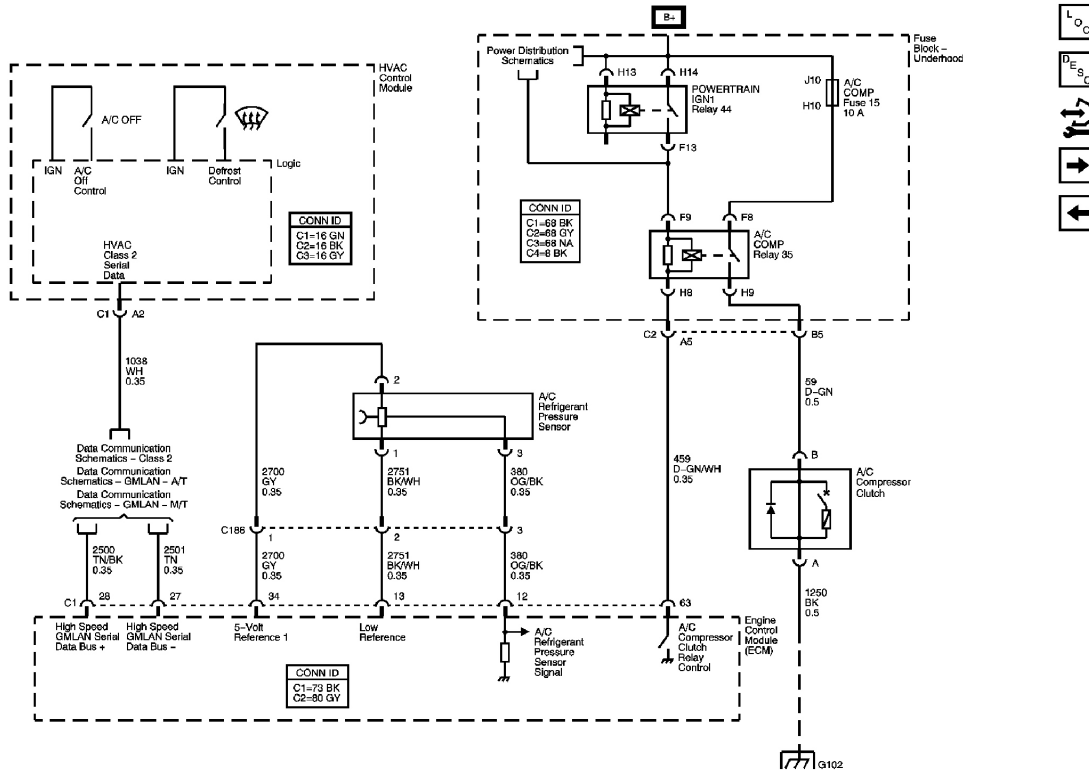 B+
Fuse
Block –
Underhood
Power Distribution
Schematics
H13
H14
POWERTRAIN
IGN1
Relay 44
J10
H10
A/C
COMP
Fuse 15
10 A
F13
CONN ID
C1=68 BK
C2=68 GY
C3=68 NA
C4=6 BK
F9
F8
A/C
COMP
Relay 35
H8
H9
C2
A5
B5
HVAC
Control
Module
A/C OFF
IGN
A/C
Off
Control
IGN
Defrost
Control
Logic
CONN ID
C1=16 GN
C2=16 BK
C3=16 GY
HVAC
Class 2
Serial
Data
C1
A2
1038
WH
0.35
Data Communication
Schematics – Class 2
Data Communication
Schematics – GMLAN – A/T
Data Communication
Schematics – GMLAN – M/T
2500
TN/BK
0.35
2501
TN
0.35
2
A/C
Refrigerant
Pressure
Sensor
1
3
2700
GY
0.35
2751
BK/WH
0.35
380
OG/BK
0.35
C186
1
2
3
2700
GY
0.35
2751
BK/WH
0.35
380
OG/BK
0.35
459
D-GN/WH
0.35
59
D-GN
0.5
B
A/C
Compressor
Clutch
A
1250
BK
0.5
C1
28
27
34
13
12
63
High Speed
GMLAN Serial
Data Bus +
High Speed
GMLAN Serial
Data Bus –
5-Volt
Reference 1
Low
Reference
A/C
Refrigerant
Pressure
Sensor
Signal
A/C
Compressor
Clutch
Relay
Control
Engine
Control
Module
(ECM)
CONN ID
C1=73 BK
C2=80 GY
G102